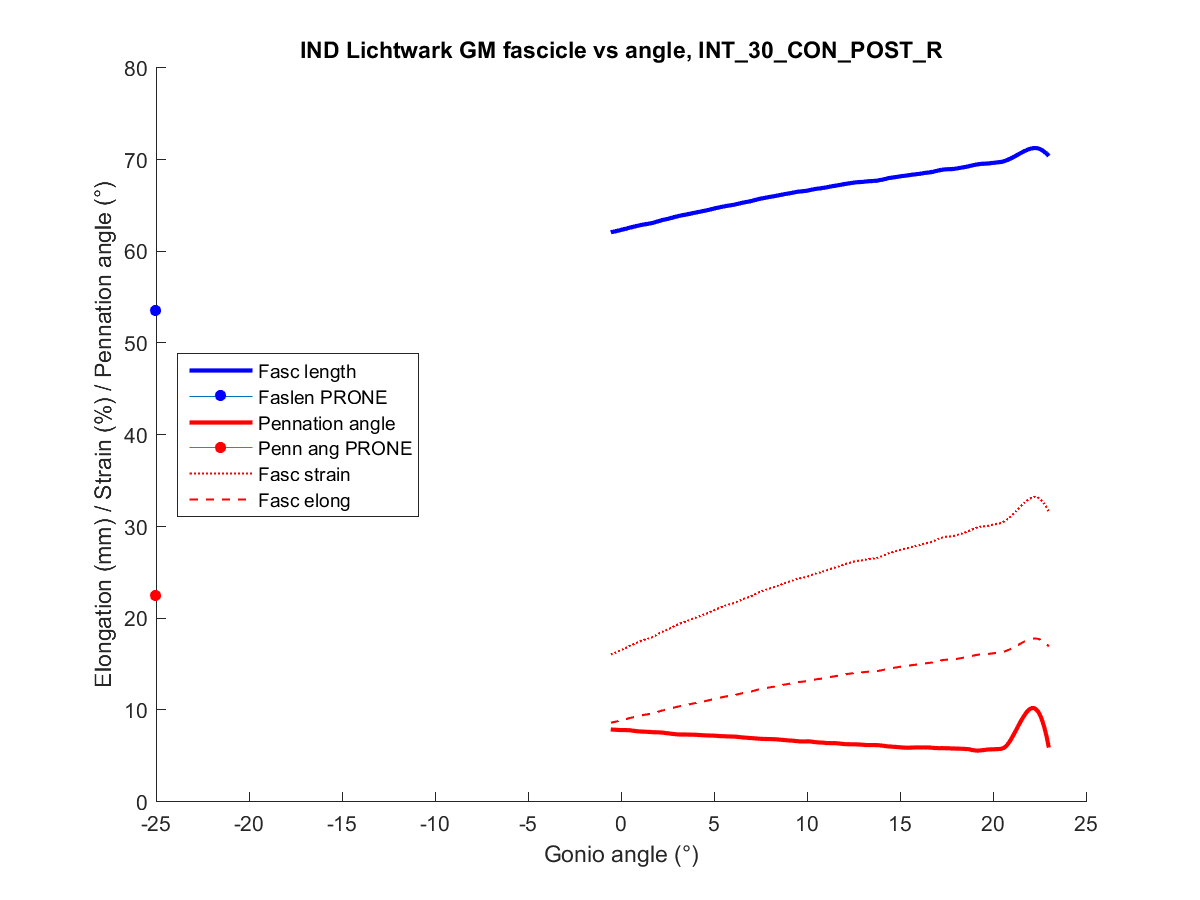 IND Lichtwark GM fascicle vs angle, INT_30_CON_POST_R
Elongation (mm) / Strain (%) / Pennation angle (°)
80
70
60
50
40
30
20
10
0
Fasc length
Faslen PRONE
Pennation angle
Penn ang PRONE
Fasc strain
Fasc elong
-25 -20 -15 -10 -5 0 5 10 15 20 25
Gonio angle (°)